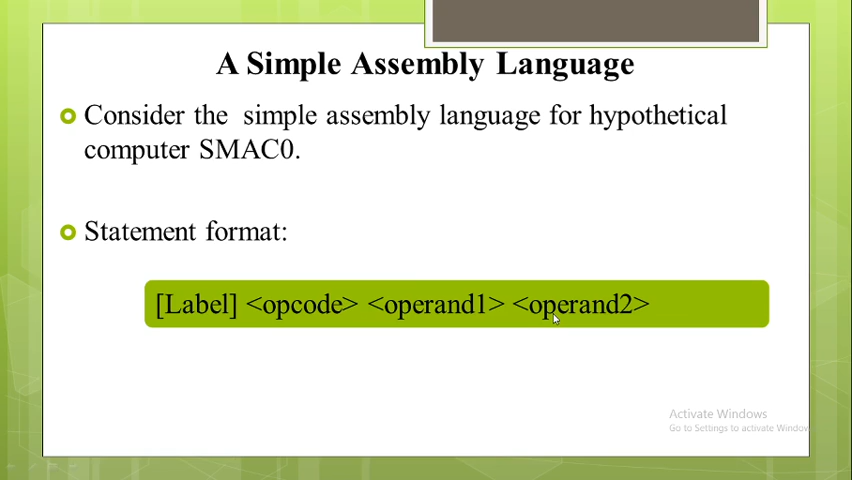 A Simple Assembly Language
Consider the simple assembly language for hypothetical
computer SMAC0.
Statement format:
[Label] <opcode> <operand1> <operand2>
Activate Windows
Go to Settings to activate Window